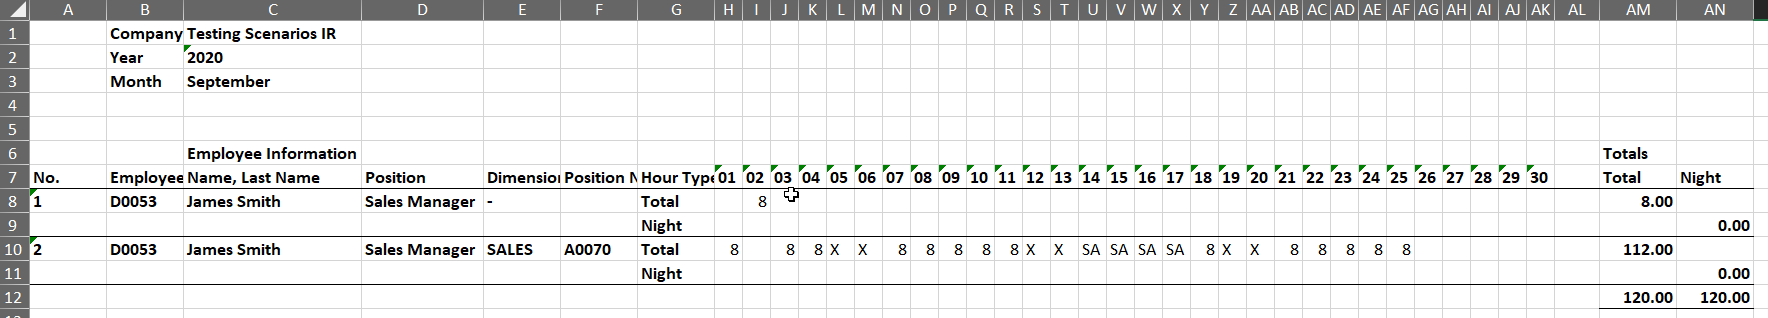 A B C D E F G H I J K L M N O P Q R S T U V W X Y Z AA AB AC AD AE AF AG AH AI AJ AK AL AM AN
1 Company Testing Scenarios IR
2 Year 2020
3 Month September
4
5
6 Employee Information Totals
7 No. Employee Name, Last Name Position Dimension Position N Hour Type 01 02 03 04 05 06 07 08 09 10 11 12 13 14 15 16 17 18 19 20 21 22 23 24 25 26 27 28 29 30 Total Night
8 1 D0053 James Smith Sales Manager - Total 8 8.00
9 Night 0.00
10 2 D0053 James Smith Sales Manager SALES A0070 Total 8 8 8 X X 8 8 8 8 8 X X SA SA SA SA 8 X X 8 8 8 8 8 112.00
11 Night 0.00
12 120.00 120.00